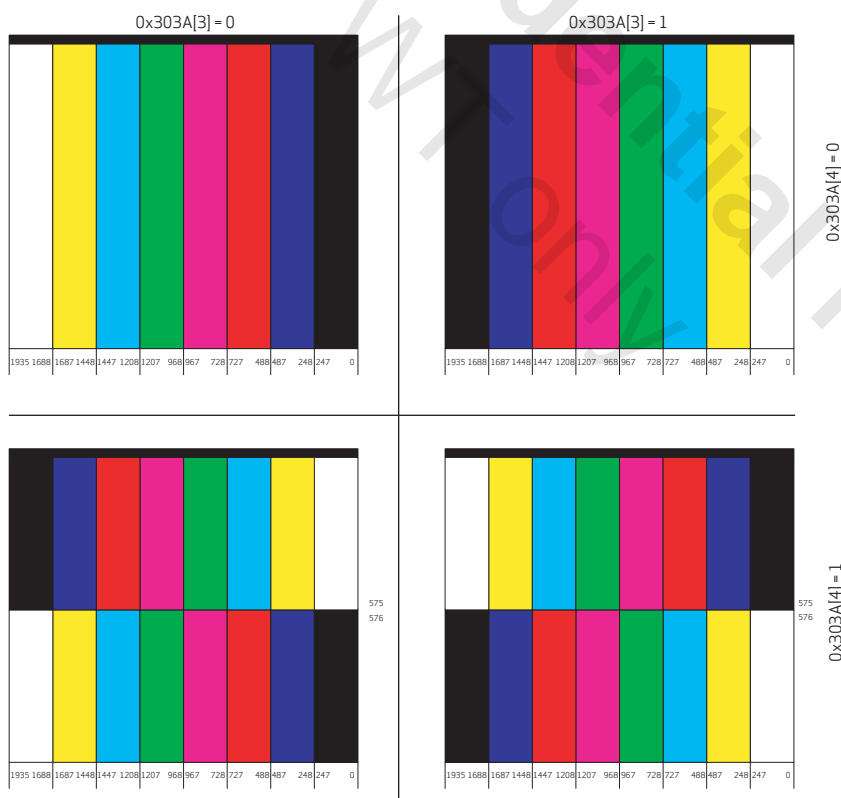 0x303A[3] = 0
0x303A[3] = 1
0x303A[4] = 0
1935 1688 1687 1448 1447 1208 1207 968 967 728 727 488 487 248 247 0
1935 1688 1687 1448 1447 1208 1207 968 967 728 727 488 487 248 247 0
575
576
575
576
0x303A[4] = 1
1935 1688 1687 1448 1447 1208 1207 968 967 728 727 488 487 248 247 0
1935 1688 1687 1448 1447 1208 1207 968 967 728 727 488 487 248 247 0
dential
WT only